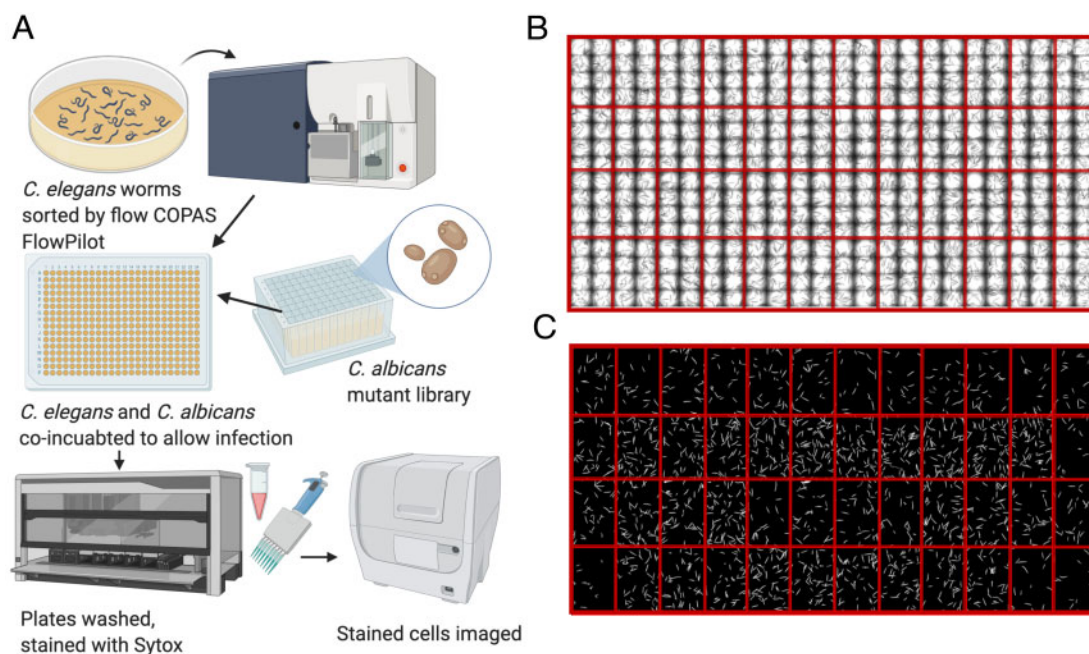 A
B
C. elegans worms
sorted by flow COPAS
FlowPilot
C
C. albicans
mutant library
C. elegans and C. albicans
co-incuabted to allow infection
Plates washed,
stained with Sytox
Stained cells imaged